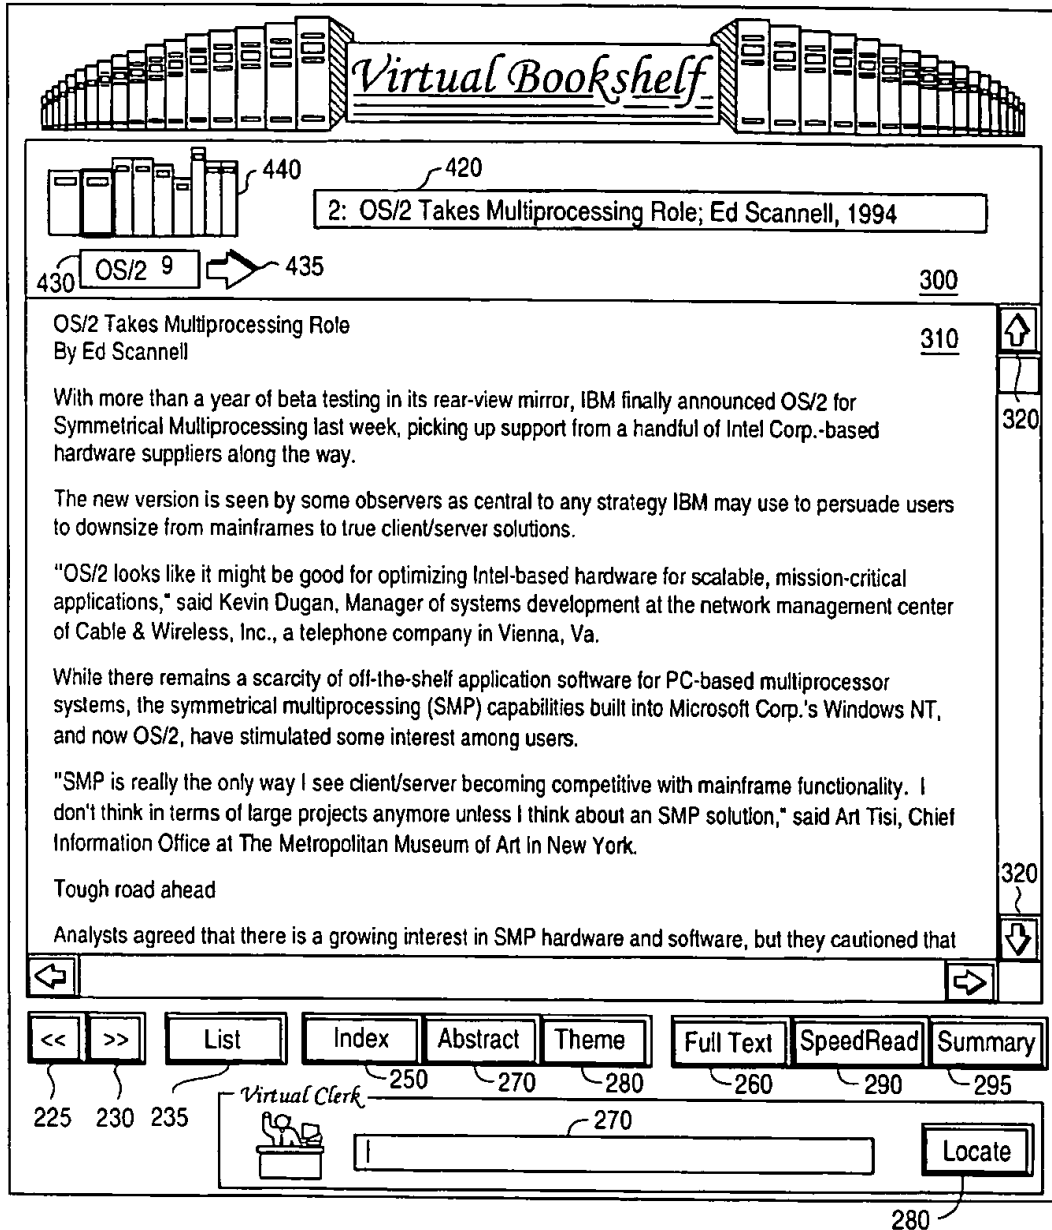 Virtual Bookshelf
440
420
2: OS/2 Takes Multiprocessing Role; Ed Scannell, 1994
430
OS/2 9
435
300
OS/2 Takes Multiprocessing Role
310
By Ed Scannell
320
With more than a year of beta testing in its rear-view mirror, IBM finally announced OS/2 for
Symmetrical Multiprocessing last week, picking up support from a handful of Intel Corp.-based
hardware suppliers along the way.
The new version is seen by some observers as central to any strategy IBM may use to persuade users
to downsize from mainframes to true client/server solutions.
"OS/2 looks like it might be good for optimizing Intel-based hardware for scalable, mission-critical
applications," said Kevin Dugan, Manager of systems development at the network management center
of Cable & Wireless, Inc., a telephone company in Vienna, Va.
While there remains a scarcity of off-the-shelf application software for PC-based multiprocessor
systems, the symmetrical multiprocessing (SMP) capabilities built into Microsoft Corp.'s Windows NT,
and now OS/2, have stimulated some interest among users.
"SMP is really the only way I see client/server becoming competitive with mainframe functionality. I
don't think in terms of large projects anymore unless I think about an SMP solution," said Art Tisi, Chief
Information Office at The Metropolitan Museum of Art in New York.
320
Tough road ahead
Analysts agreed that there is a growing interest in SMP hardware and software, but they cautioned that
<< >> List Index Abstract Theme Full Text SpeedRead Summary
225 230 235 250 270 280 260 290 295
Virtual Clerk
270
Locate
280